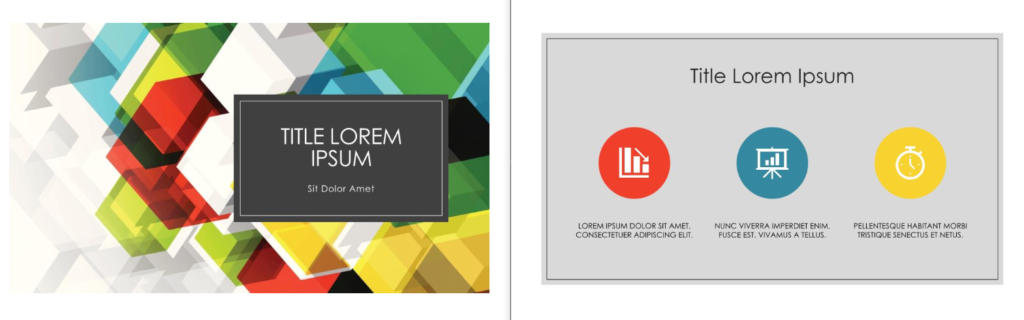 TITLE LOREM
IPSUM
Sit Dolor Amet
Title Lorem Ipsum
LOREM IPSUM DOLOR SIT AMET,
CONSECTETUER ADIPISCING ELIT.
NUNC VIVERRA IMPERDIET ENIM.
FUSCE EST. VIVAMUS A TELLUS.
PELLENTESQUE HABITANT MORBI
TRISTIQUE SENECTUS ET NETUS.